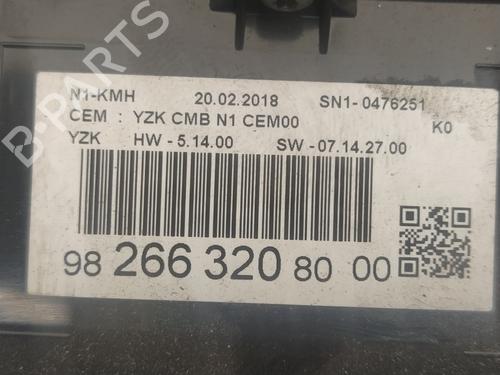 B-PARTS
N1-KMH 20.02.2018 SN1- 0476251
CEM : YZK CMB N1 CEM00 K0
YZK HW - 5.14.00 SW - 07.14.27.00
98 266 320 80 00